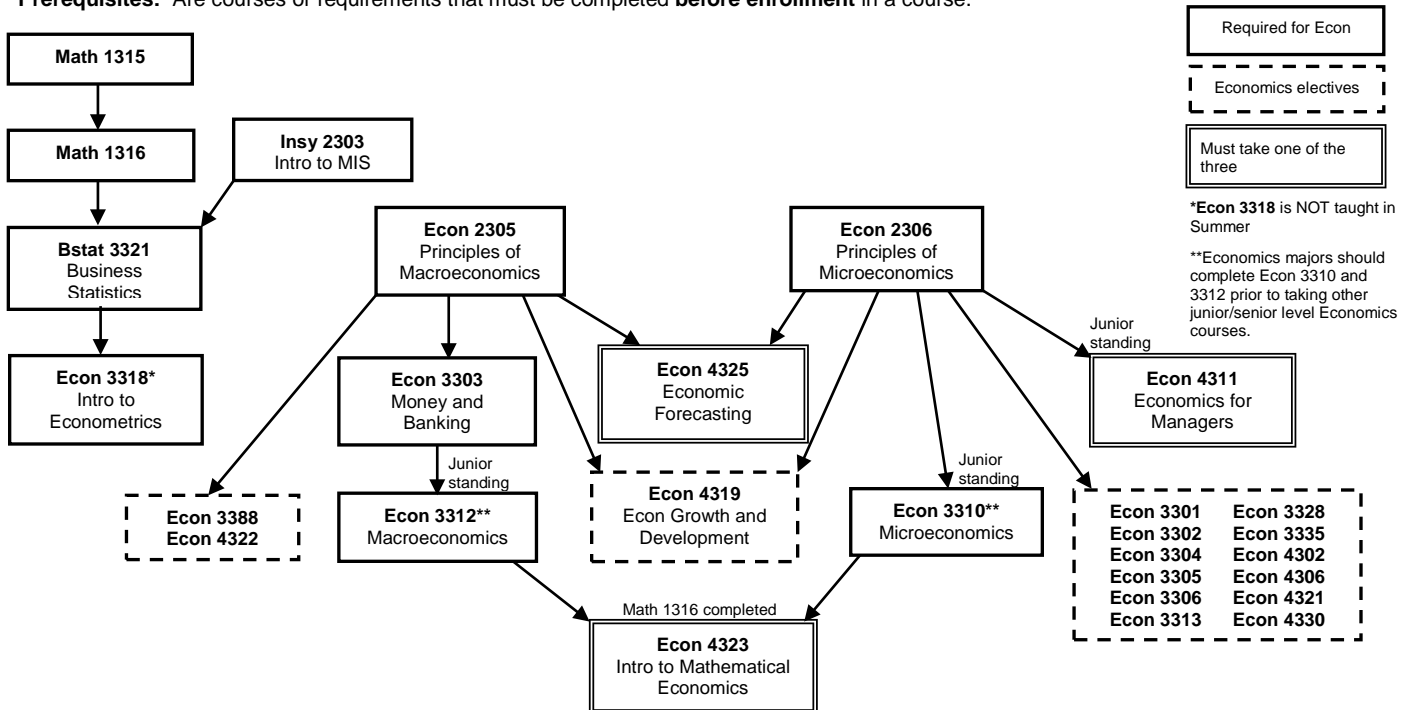 Prerequisites: Are courses or requirements that must be completed before enrollment in a course.
Required for Econ
Economics electives
Must take one of the
three
*Econ 3318 is NOT taught in
Summer
**Economics majors should
complete Econ 3310 and
3312 prior to taking other
junior/senior level Economics
courses.
Math 1315
Math 1316
Insy 2303
Intro to MIS
Bstat 3321
Business
Statistics
Econ 3318*
Intro to
Econometrics
Econ 2305
Principles of
Macroeconomics
Econ 2306
Principles of
Microeconomics
Econ 3303
Money and
Banking
Econ 4325
Economic
Forecasting
Junior
standing
Econ 4311
Economics for
Managers
Econ 3388
Econ 4322
Junior
standing
Econ 3312**
Macroeconomics
Econ 4319
Econ Growth and
Development
Junior
standing
Econ 3310**
Microeconomics
Econ 3301 Econ 3328
Econ 3302 Econ 3335
Econ 3304 Econ 4302
Econ 3305 Econ 4306
Econ 3306 Econ 4321
Econ 3313 Econ 4330
Math 1316 completed
Econ 4323
Intro to Mathematical
Economics